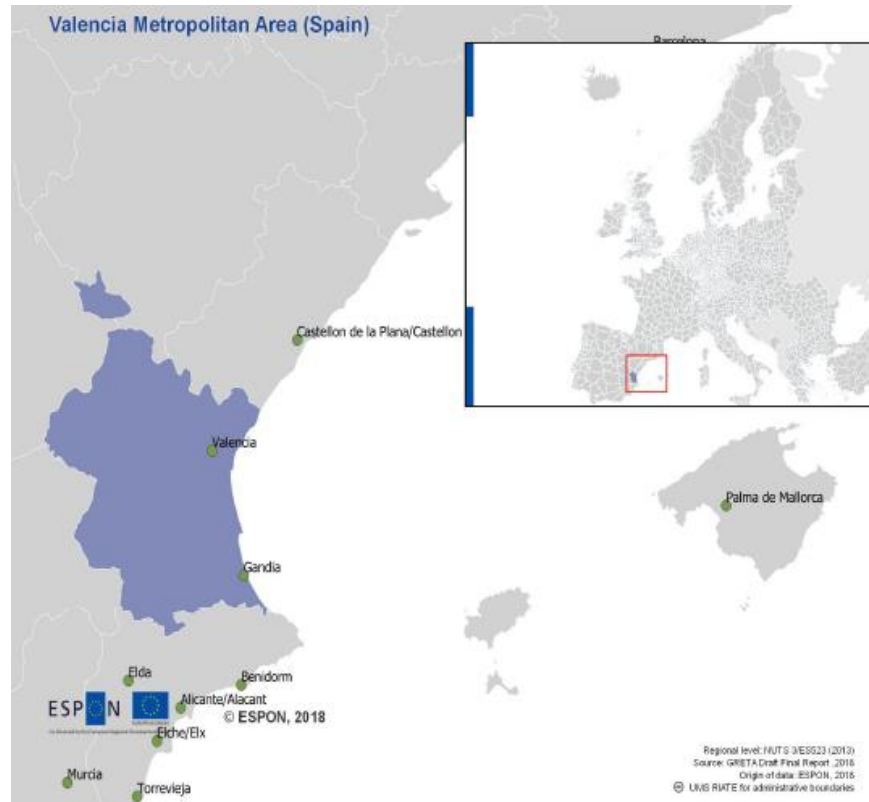 Valencia Metropolitan Area (Spain)
Barcelona
Castellon de la Plana/Castellon
Valencia
Palma de Mallorca
Gandia
Elda
Benidorm
Alicante/Alacant
ESPON
© ESPON, 2018
Elche/Elx
Murcia
Torrevieja
Regional level: NUTS 3/ES523 (2013)
Source: GRETA Draft Final Report ,2018
Origin of data: ESPON, 2018
UMS RIATE for administrative boundaries